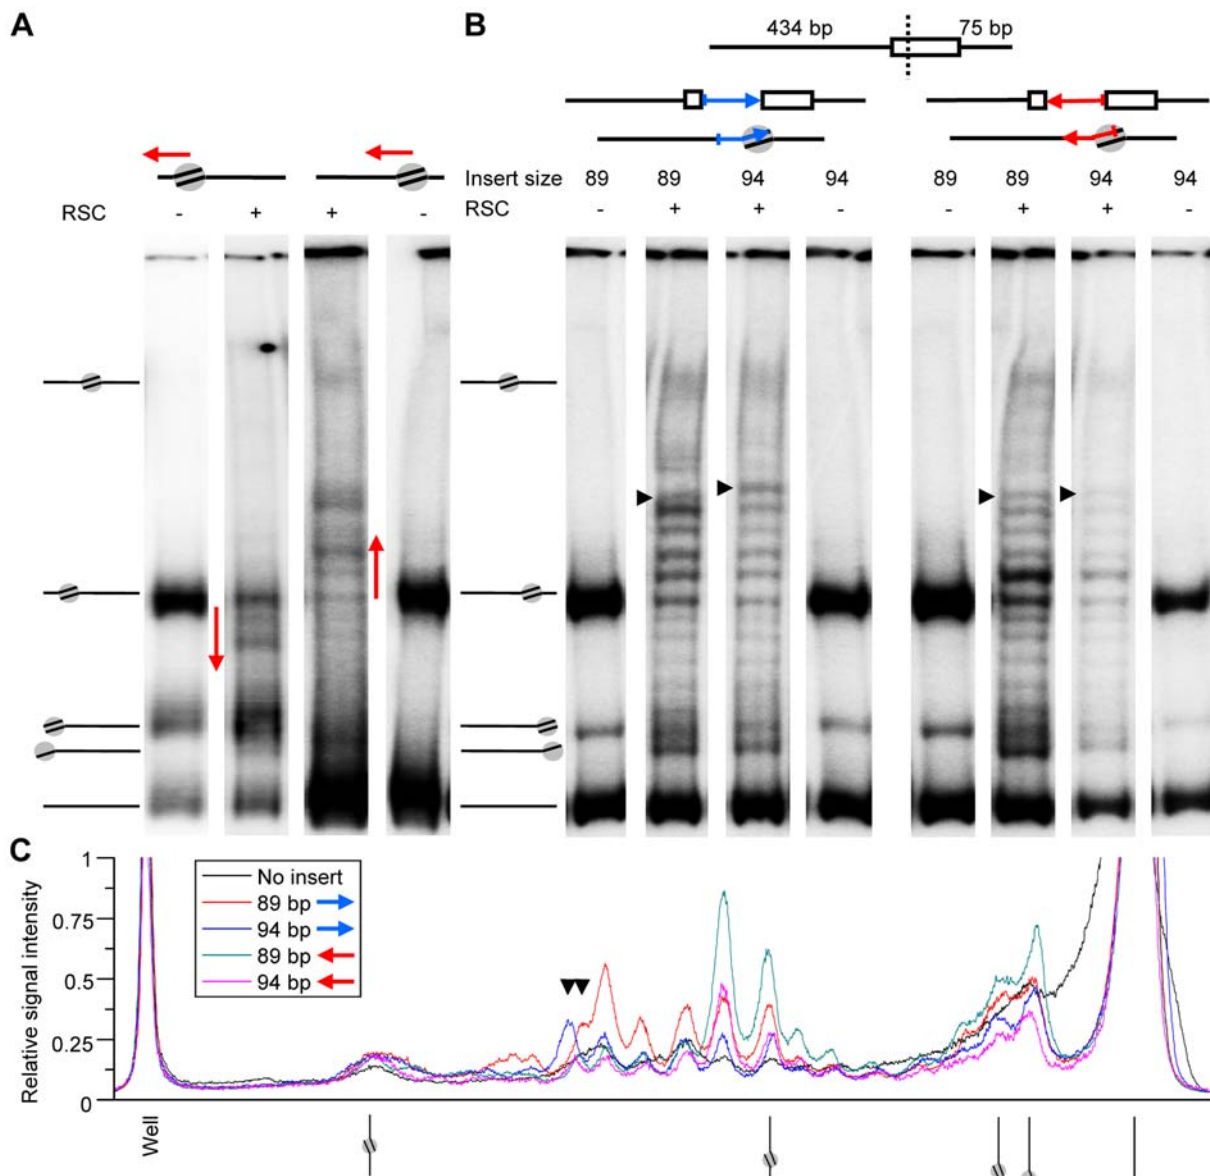 A
B
434 bp
75 bp
Insert size 89 89 94 94 89 89 94 94
RSC - + + -
RSC - + + - - + + -
C
Relative signal intensity
1
0.75
0.5
0.25
0
No insert
89 bp
94 bp
89 bp
94 bp
Well